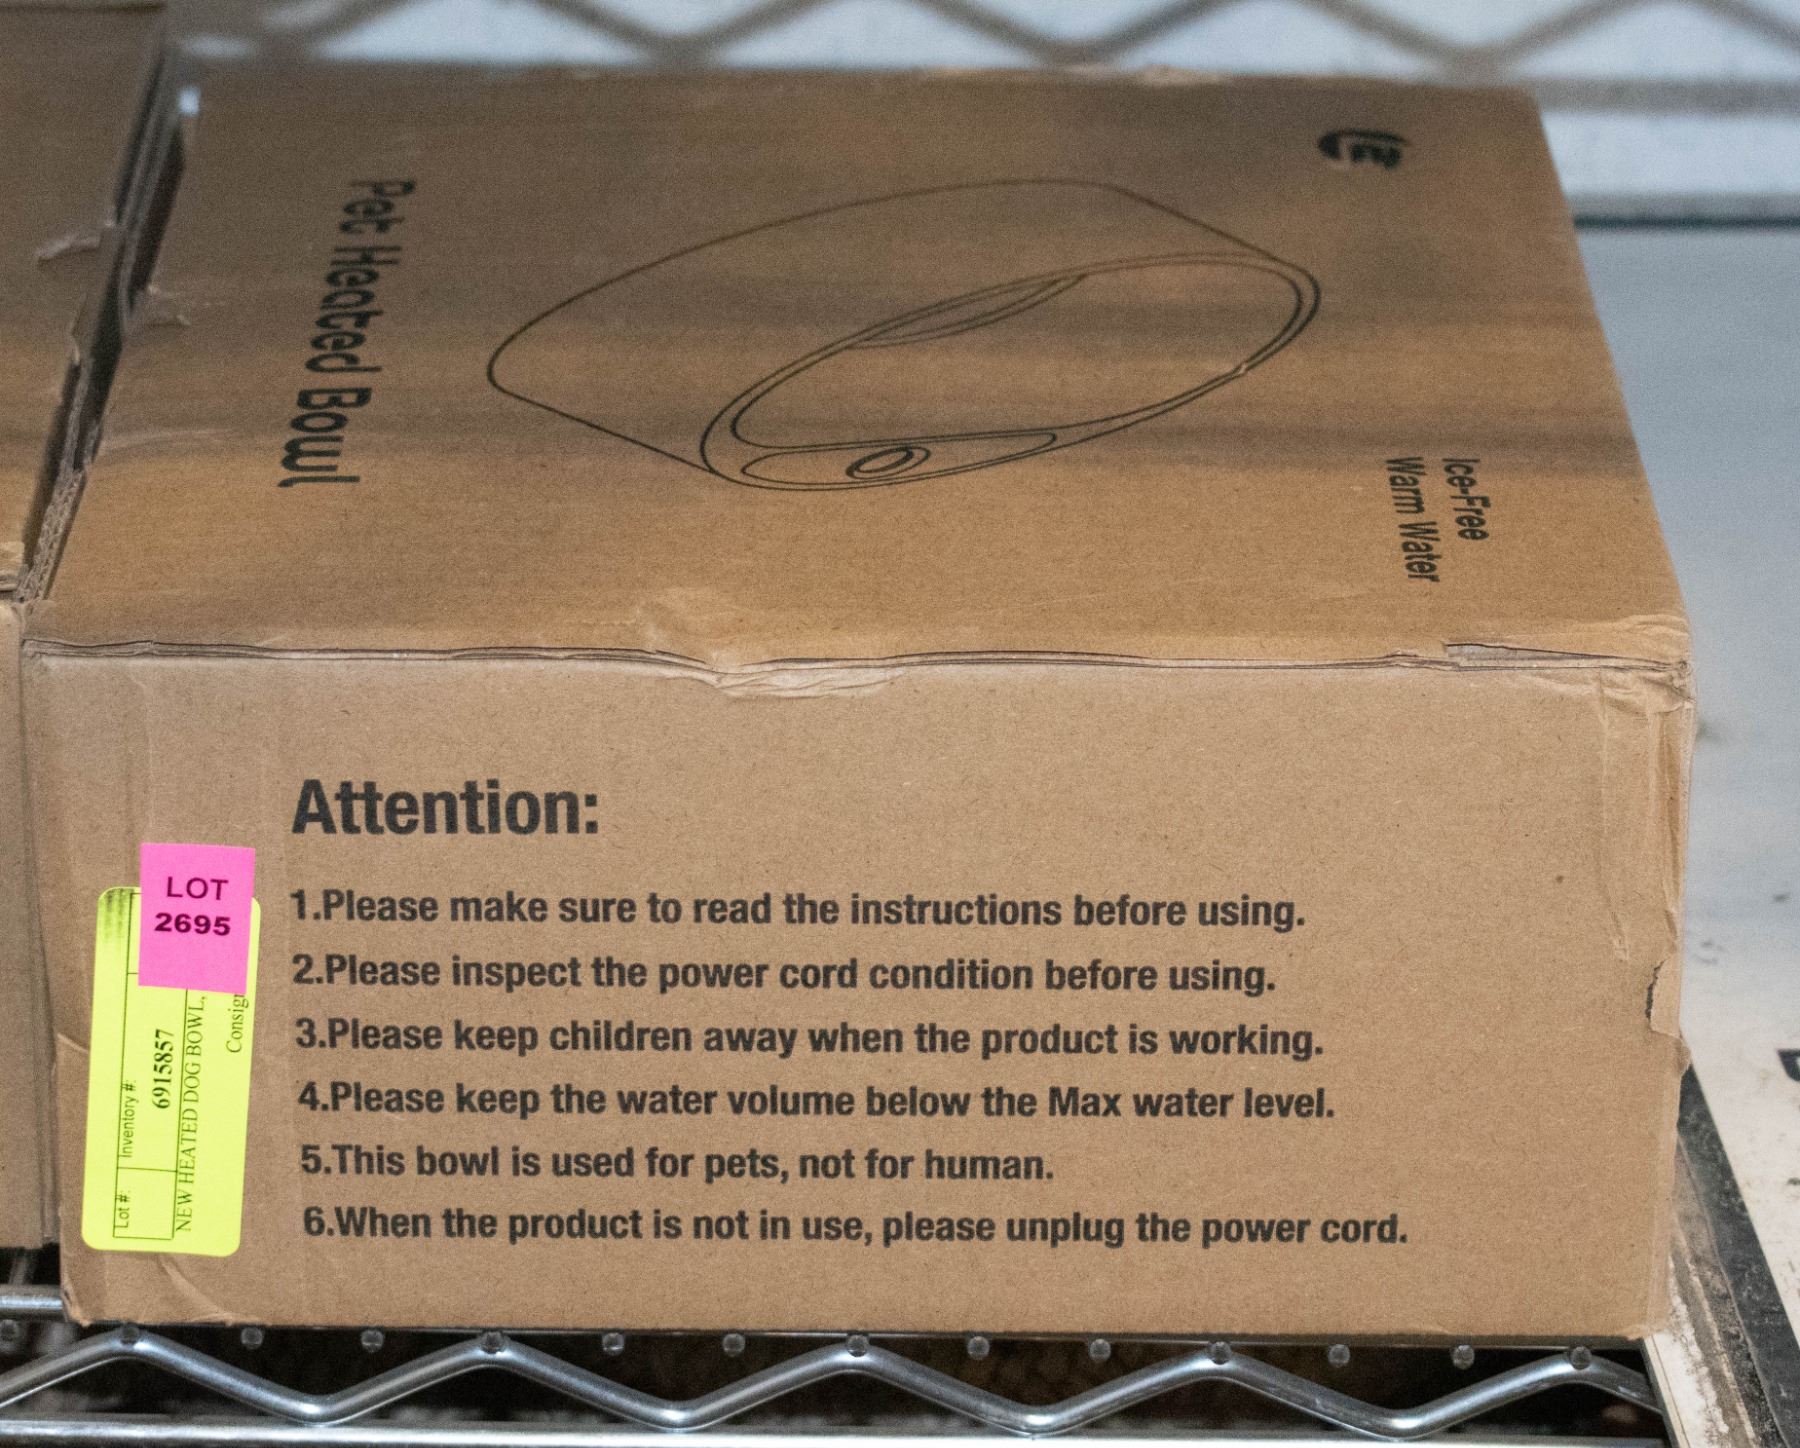 Pet Heated Bowl
Ice-Free
Warm Water
Attention:
1.Please make sure to read the instructions before using.
2.Please inspect the power cord condition before using.
3.Please keep children away when the product is working.
4.Please keep the water volume below the Max water level.
5.This bowl is used for pets, not for human.
6.When the product is not in use, please unplug the power cord.
LOT
2695
Lot #: Inventory #:
6915857
NEW HEATED DOG BOWL,
Consig